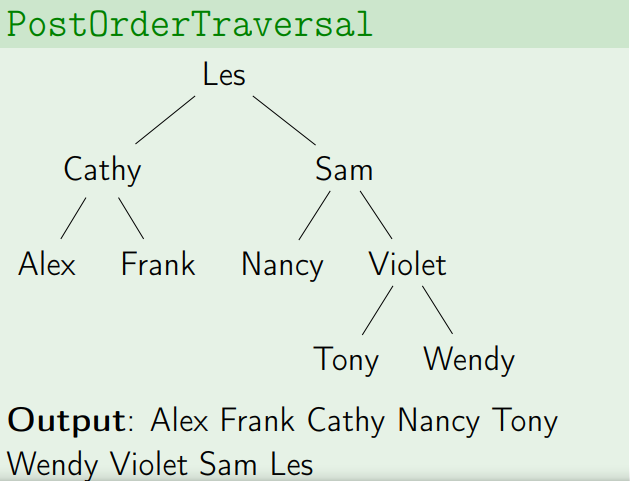 PostOrderTraversal
Les
Cathy Sam
Alex Frank Nancy Violet
Tony Wendy
Output: Alex Frank Cathy Nancy Tony
Wendy Violet Sam Les